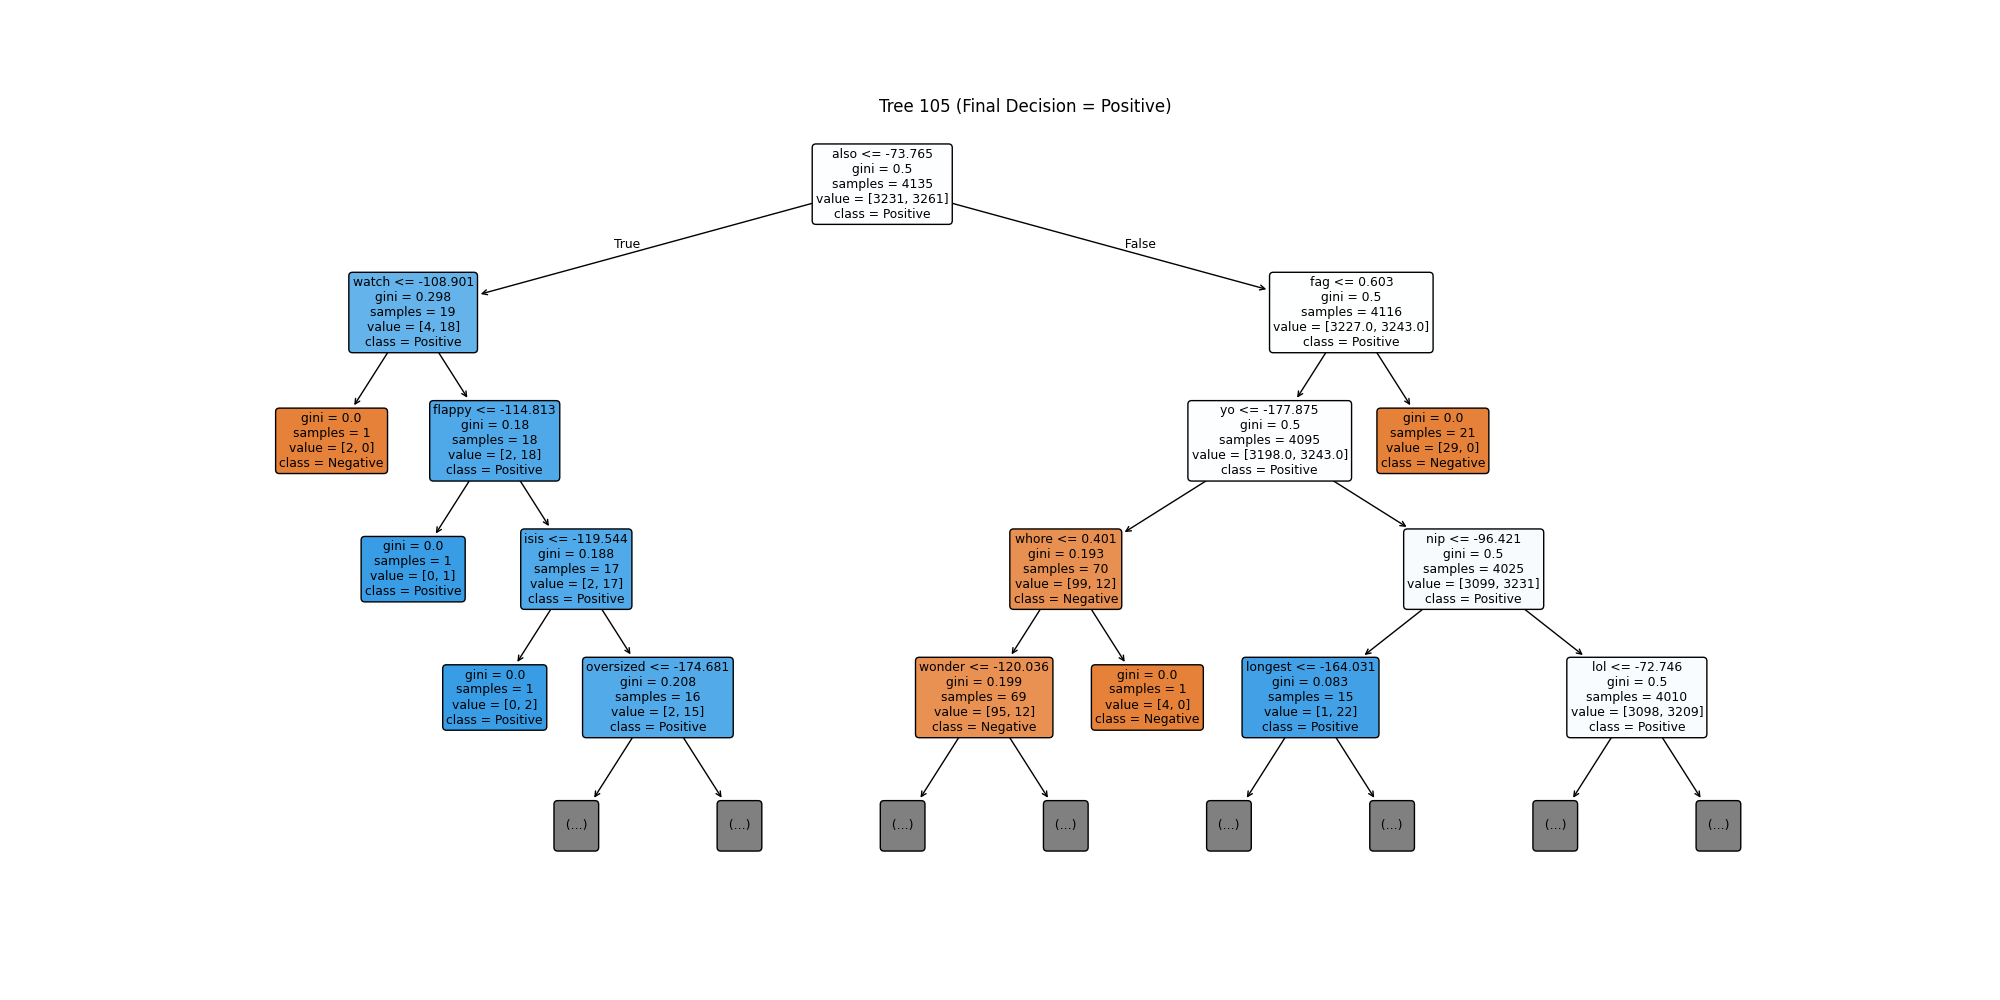 Tree 105 (Final Decision = Positive)
also <= -73.765
gini = 0.5
samples = 4135
value = [3231, 3261]
class = Positive
True
False
watch <= -108.901
gini = 0.298
samples = 19
value = [4, 18]
class = Positive
fag <= 0.603
gini = 0.5
samples = 4116
value = [3227.0, 3243.0]
class = Positive
gini = 0.0
samples = 1
value = [2, 0]
class = Negative
flappy <= -114.813
gini = 0.18
samples = 18
value = [2, 18]
class = Positive
yo <= -177.875
gini = 0.5
samples = 4095
value = [3198.0, 3243.0]
class = Positive
gini = 0.0
samples = 21
value = [29, 0]
class = Negative
gini = 0.0
samples = 1
value = [0, 1]
class = Positive
isis <= -119.544
gini = 0.188
samples = 17
value = [2, 17]
class = Positive
whore <= 0.401
gini = 0.193
samples = 70
value = [99, 12]
class = Negative
nip <= -96.421
gini = 0.5
samples = 4025
value = [3099, 3231]
class = Positive
gini = 0.0
samples = 1
value = [0, 2]
class = Positive
oversized <= -174.681
gini = 0.208
samples = 16
value = [2, 15]
class = Positive
wonder <= -120.036
gini = 0.199
samples = 69
value = [95, 12]
class = Negative
gini = 0.0
samples = 1
value = [4, 0]
class = Negative
longest <= -164.031
gini = 0.083
samples = 15
value = [1, 22]
class = Positive
lol <= -72.746
gini = 0.5
samples = 4010
value = [3098, 3209]
class = Positive
(...)
(...)
(...)
(...)
(...)
(...)
(...)
(...)